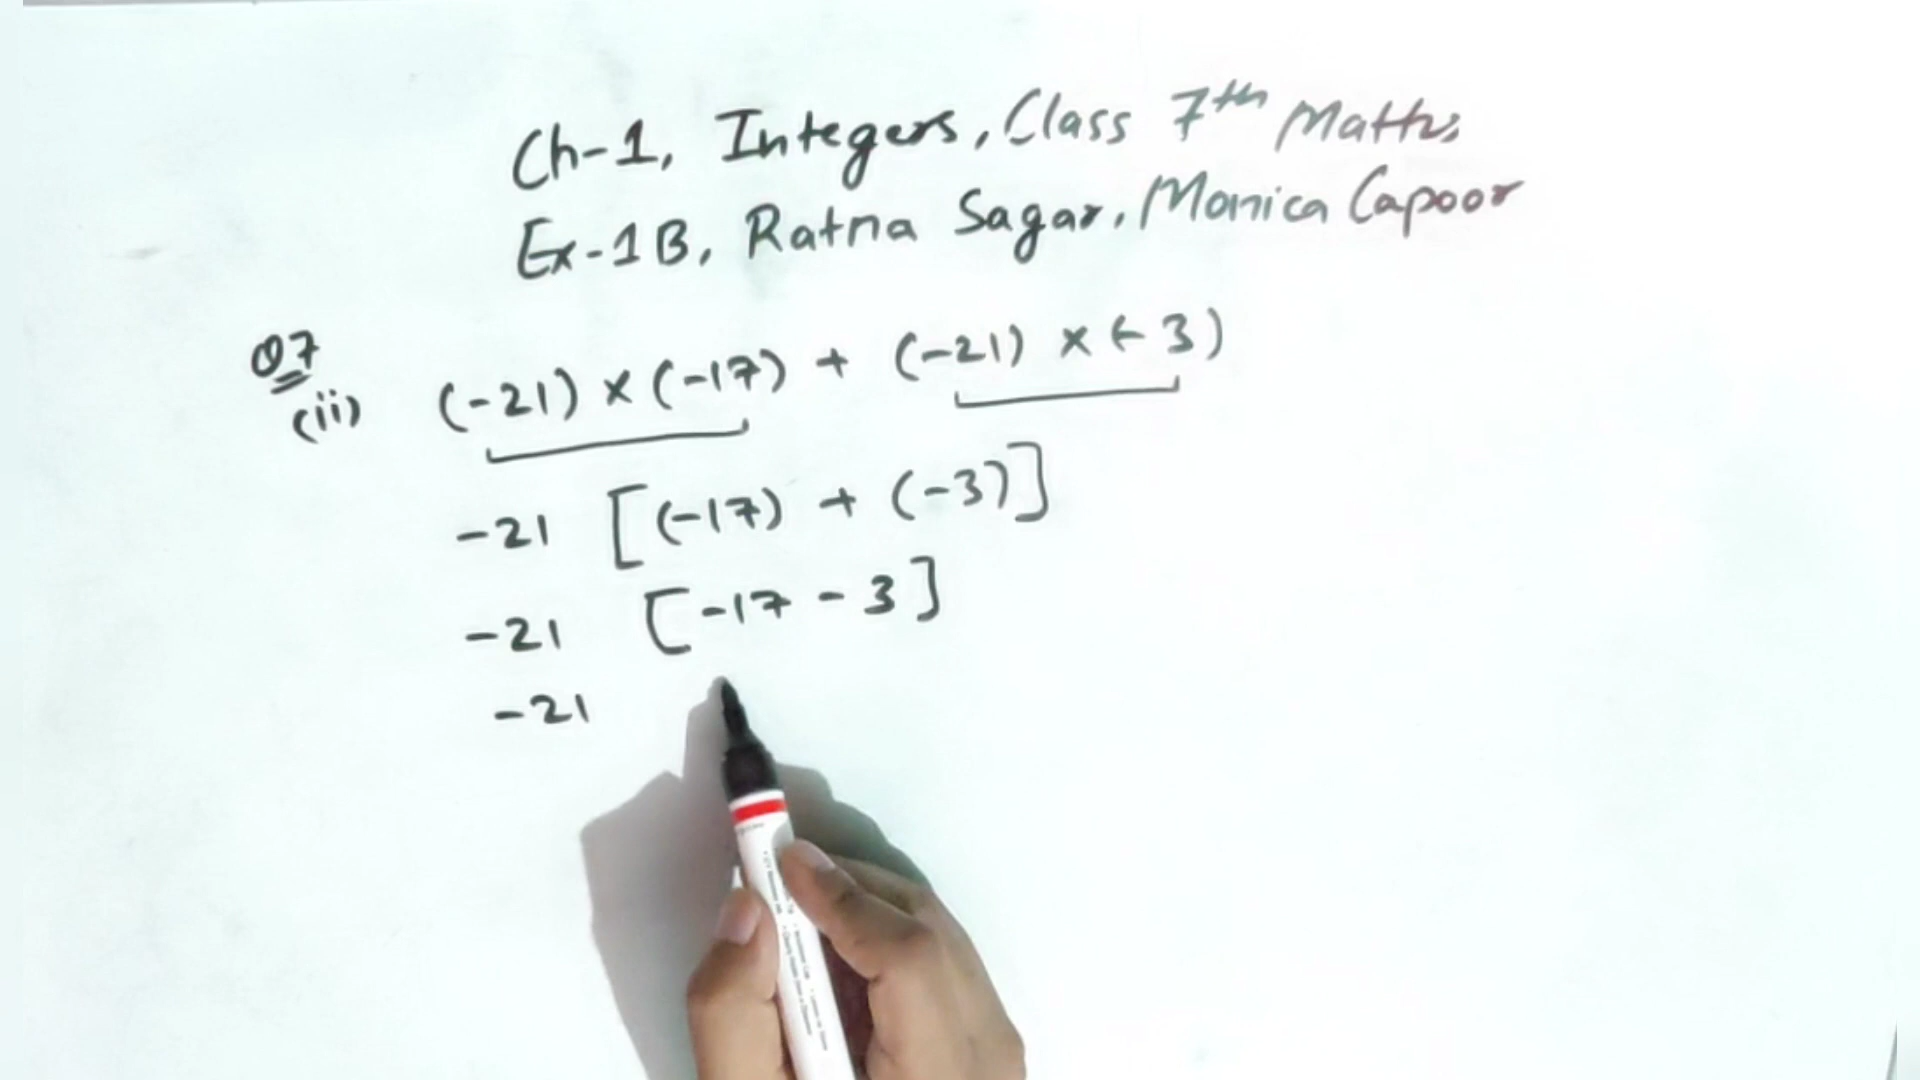 Ch-1, Integers, Class 7th Maths,
Ex-1B, Ratna Sagar, Monica Capoor
Q7
(ii) (-21) × (-17) + (-21) × (-3)
-21 [(-17) + (-3)]
-21 [-17 - 3]
-21